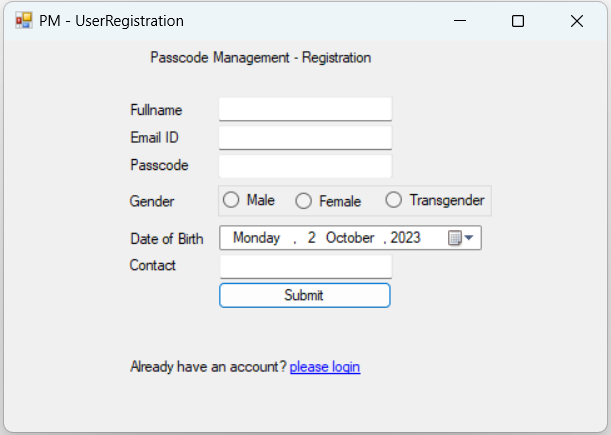 PM - UserRegistration
Passcode Management - Registration
Fullname
Email ID
Passcode
Gender Male Female Transgender
Date of Birth Monday , 2 October , 2023
Contact
Submit
Already have an account? please login